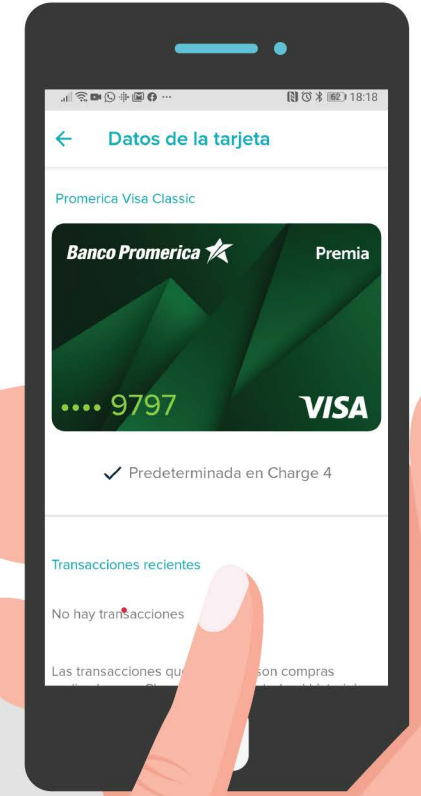 62 18:18
Datos de la tarjeta
Promerica Visa Classic
Banco Promerica Premia
•••• 9797 VISA
Predeterminada en Charge 4
Transacciones recientes
No hay transacciones
Las transacciones son compras